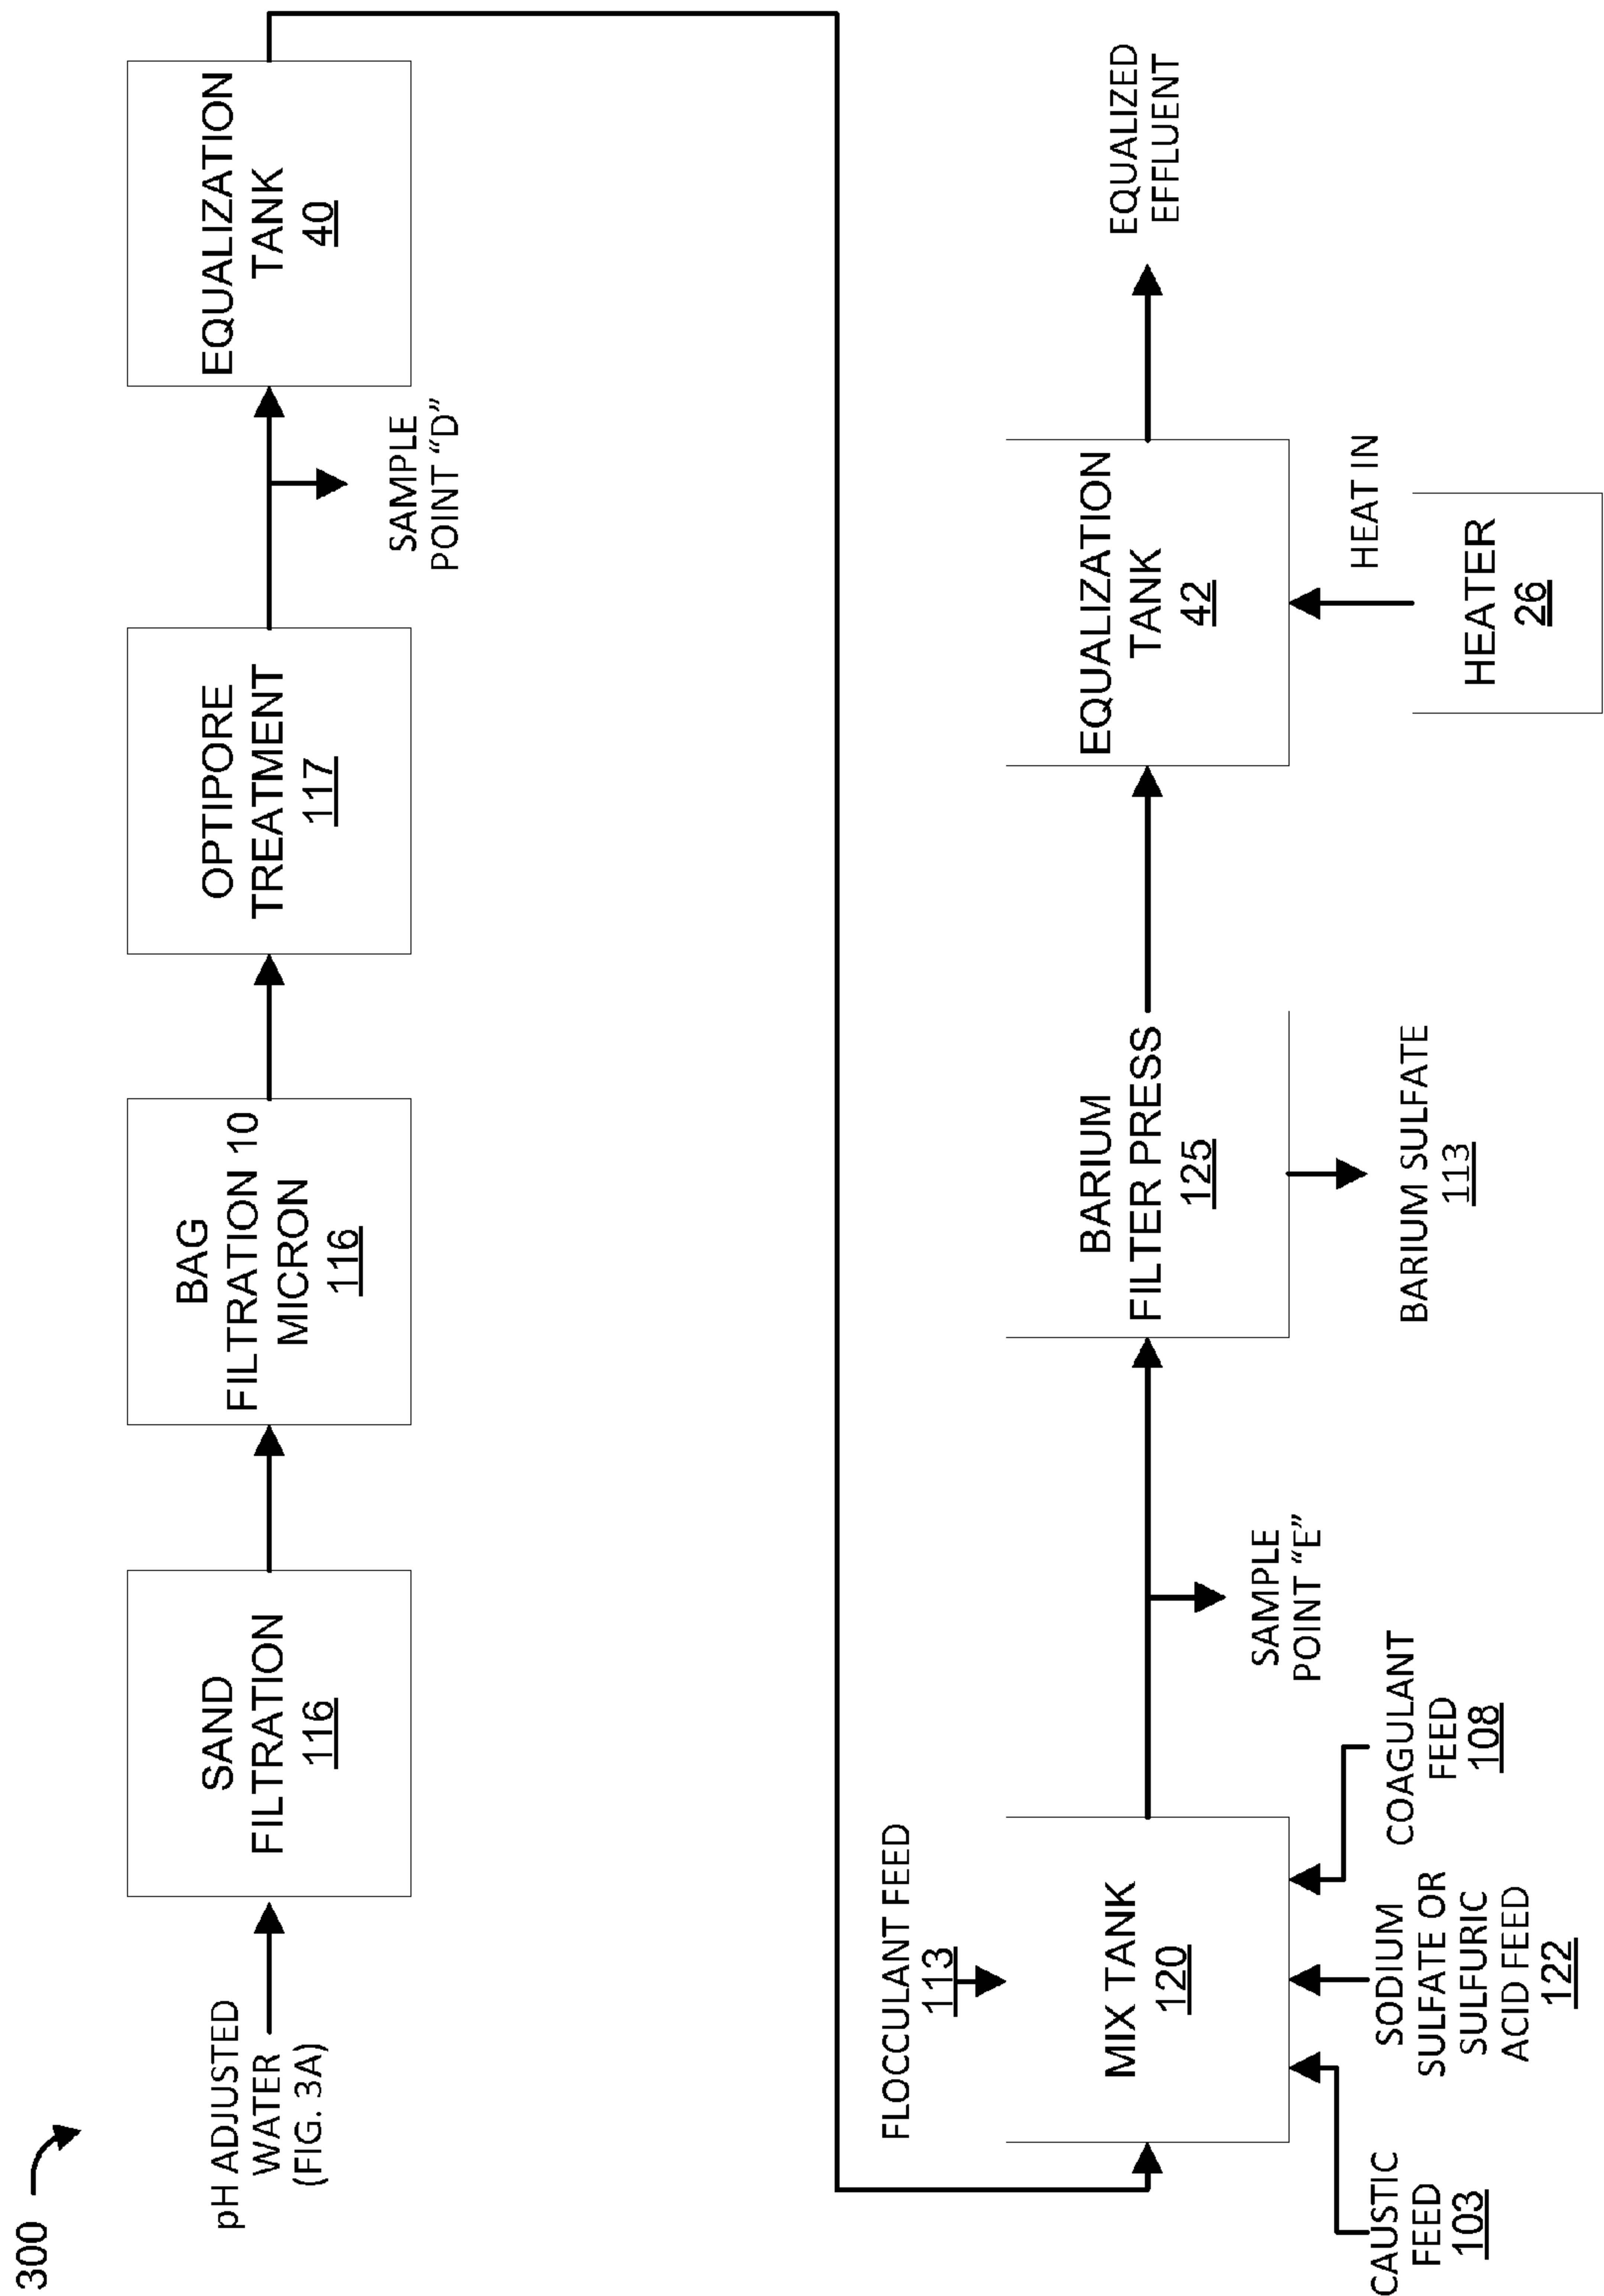 300
pH ADJUSTED
WATER
(FIG. 3A)
SAND
FILTRATION
116
BAG
FILTRATION 10
MICRON
116
OPTIPORE
TREATMENT
117
SAMPLE
POINT “D”
EQUALIZATION
TANK
40
FLOCCULANT FEED
113
MIX TANK
120
CAUSTIC
FEED
103
SODIUM
SULFATE OR
SULFURIC
ACID FEED
122
COAGULANT
FEED
108
SAMPLE
POINT “E”
BARIUM
FILTER PRESS
125
BARIUM SULFATE
113
EQUALIZATION
TANK
42
HEAT IN
HEATER
26
EQUALIZED
EFFLUENT